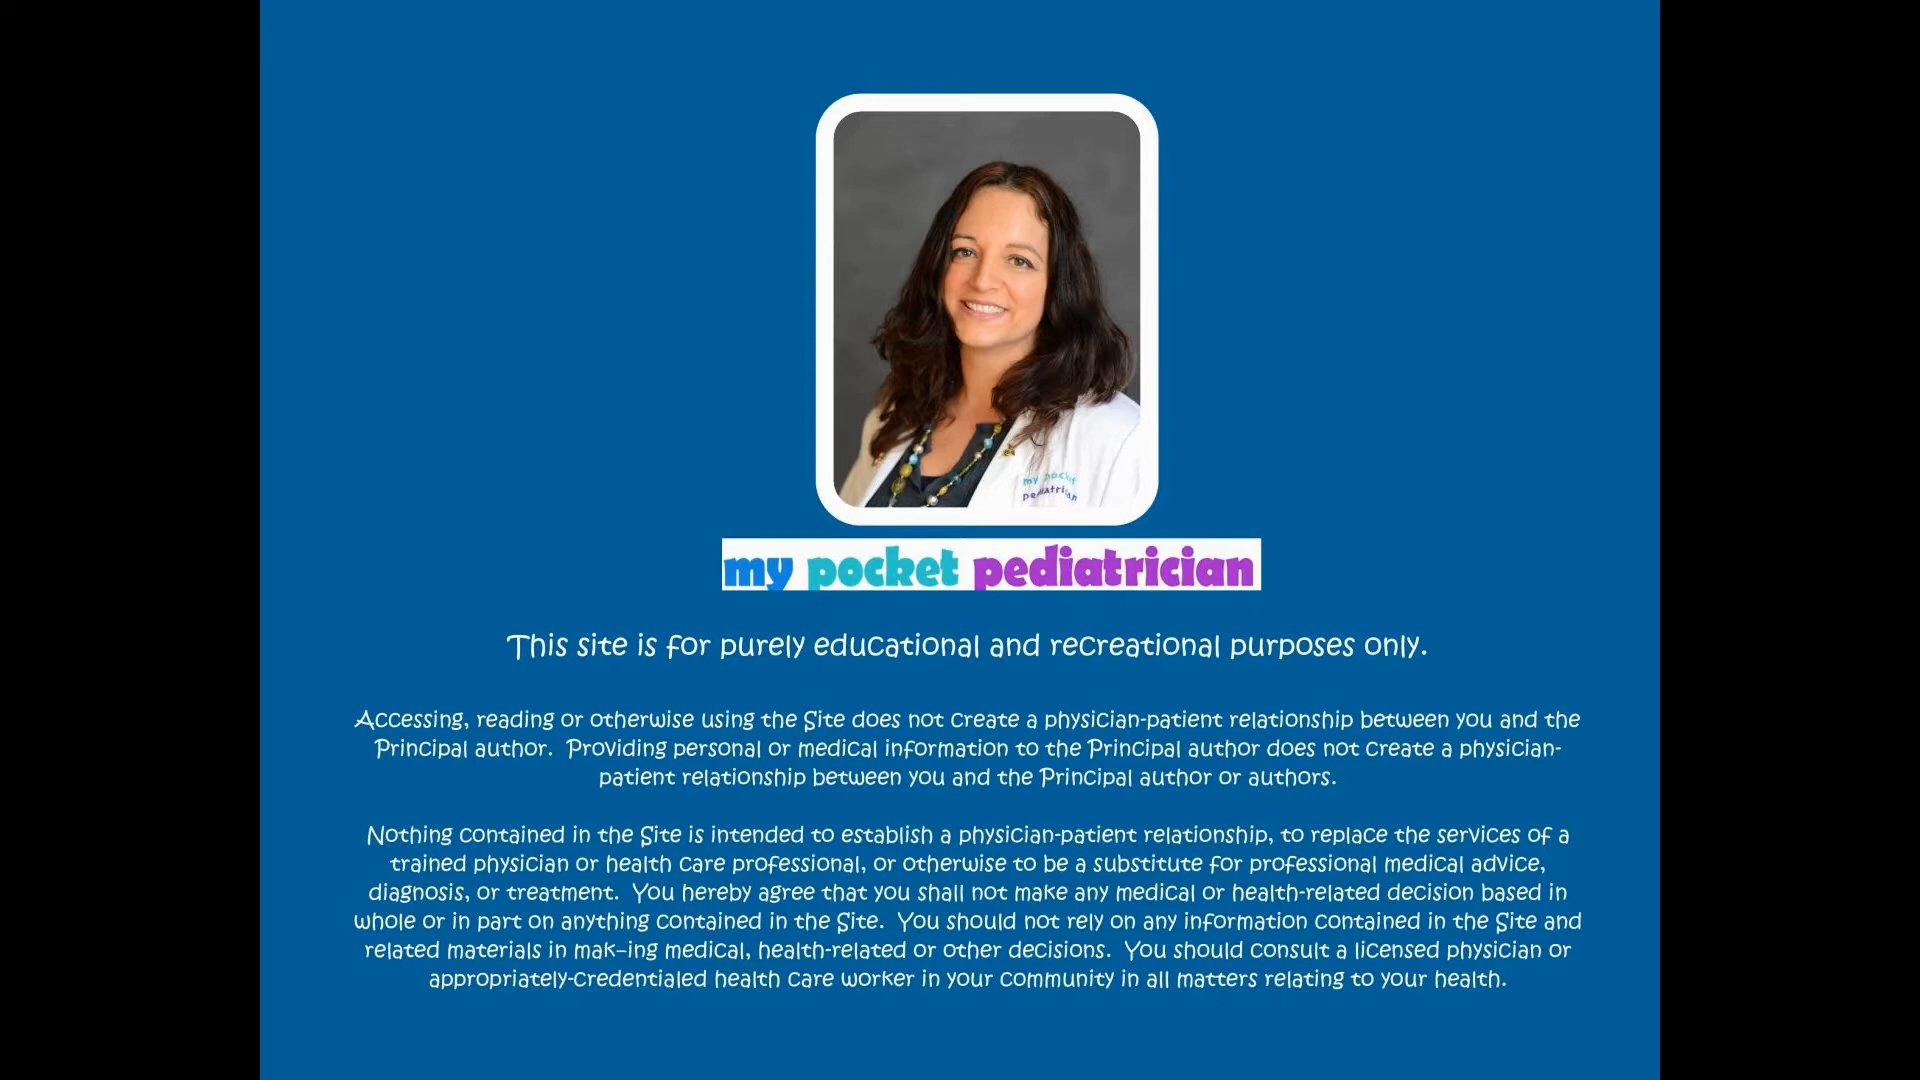 my pocket
pediatrician
my pocket pediatrician
This site is for purely educational and recreational purposes only.
Accessing, reading or otherwise using the Site does not create a physician-patient relationship between you and the
Principal author.  Providing personal or medical information to the Principal author does not create a physician-
patient relationship between you and the Principal author or authors.
Nothing contained in the Site is intended to establish a physician-patient relationship, to replace the services of a
trained physician or health care professional, or otherwise to be a substitute for professional medical advice,
diagnosis, or treatment.  You hereby agree that you shall not make any medical or health-related decision based in
whole or in part on anything contained in the Site.  You should not rely on any information contained in the Site and
related materials in mak–ing medical, health-related or other decisions.  You should consult a licensed physician or
appropriately-credentialed health care worker in your community in all matters relating to your health.